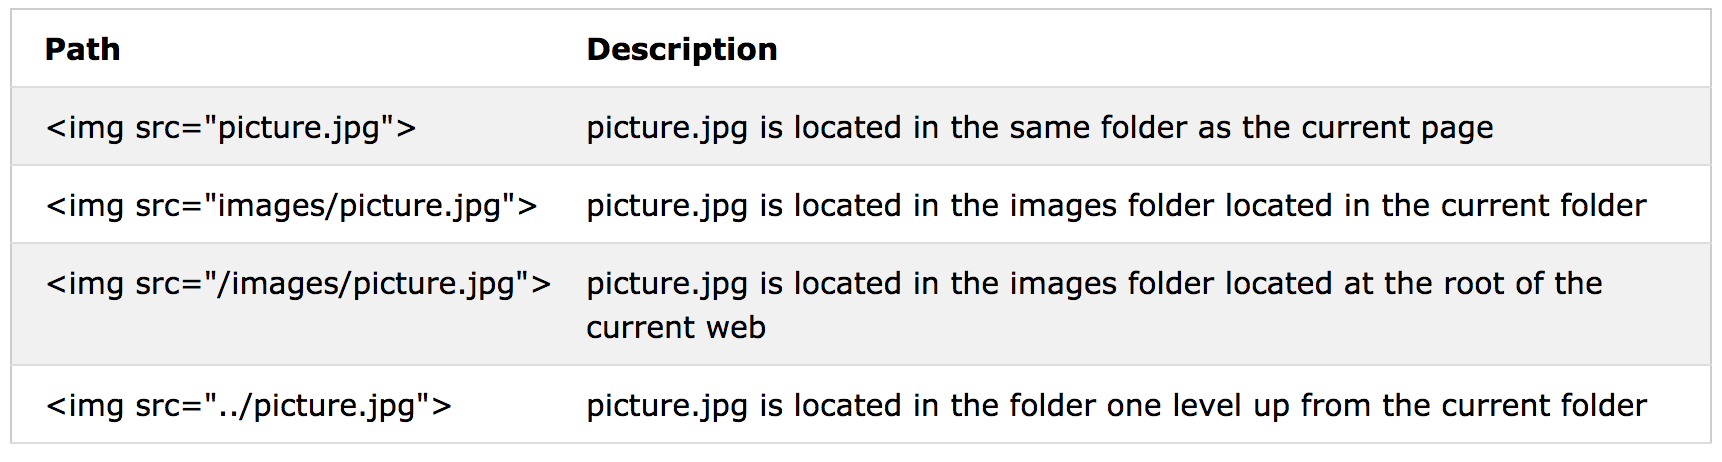 Path Description
<img src="picture.jpg"> picture.jpg is located in the same folder as the current page
<img src="images/picture.jpg"> picture.jpg is located in the images folder located in the current folder
<img src="/images/picture.jpg"> picture.jpg is located in the images folder located at the root of the
current web
<img src="../picture.jpg"> picture.jpg is located in the folder one level up from the current folder